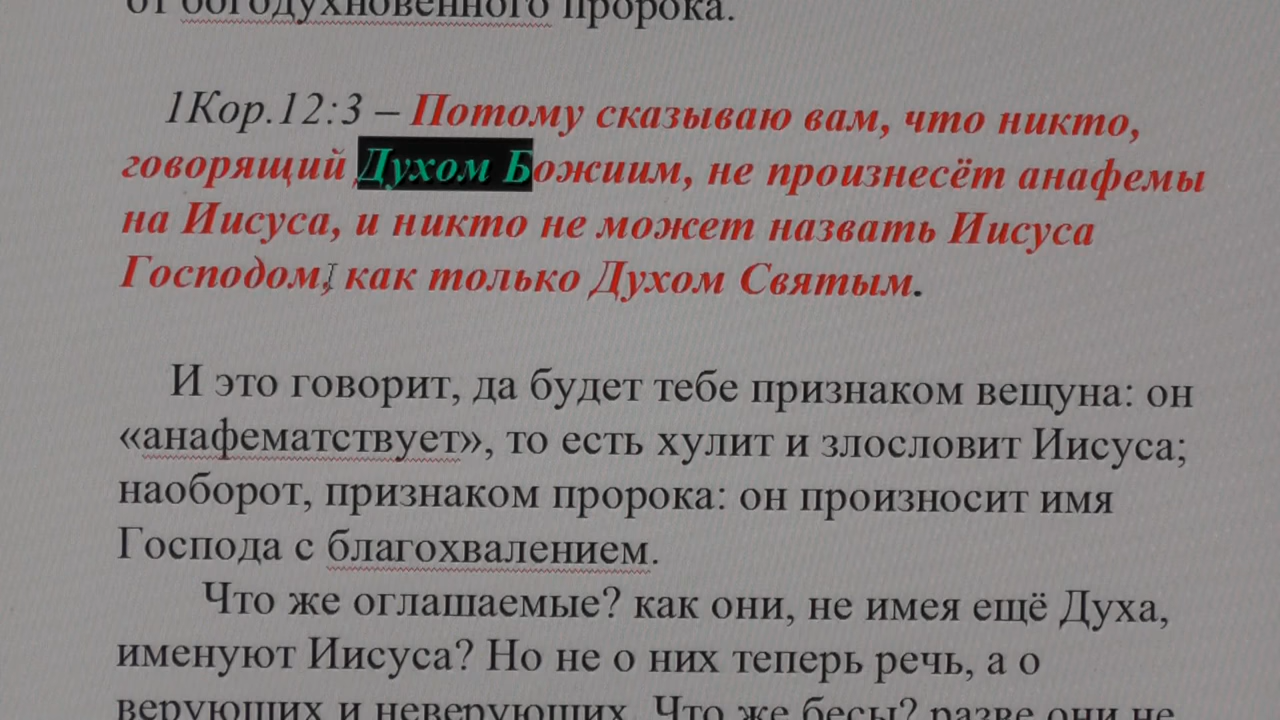 от богодухновенного пророка.
1Кор.12:3 – Потому сказываю вам, что никто,
говорящий Духом Божиим, не произнесёт анафемы
на Иисуса, и никто не может назвать Иисуса
Господом, как только Духом Святым.
И это говорит, да будет тебе признаком вещуна: он
«анафематствует», то есть хулит и злословит Иисуса;
наоборот, признаком пророка: он произносит имя
Господа с благохвалением.
Что же оглашаемые? как они, не имея ещё Духа,
именуют Иисуса? Но не о них теперь речь, а о
верующих и неверующих. Что же бесы? разве они не